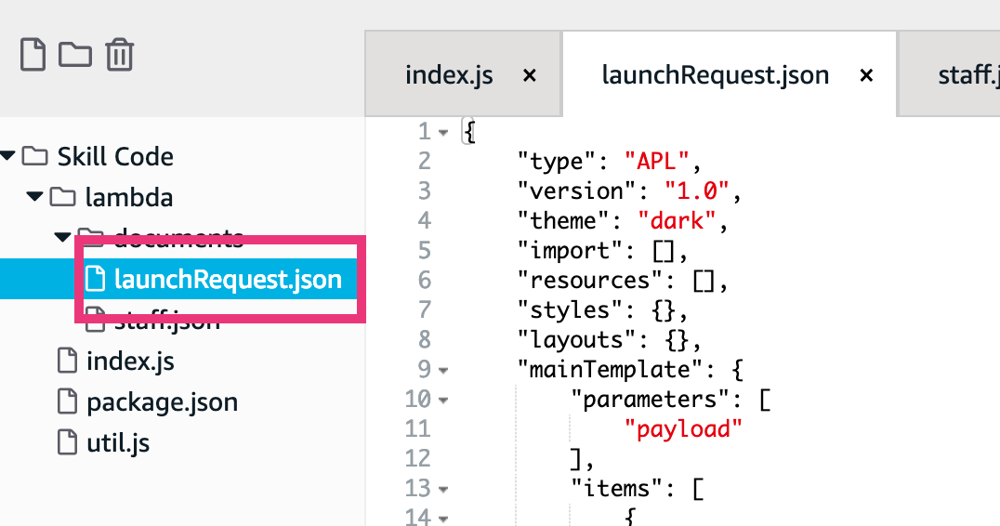 index.js ×
launchRequest.json ×
staff.j
Skill Code
lambda
documents
launchRequest.json
staff.json
index.js
package.json
util.js
1 {
2 "type": "APL",
3 "version": "1.0",
4 "theme": "dark",
5 "import": [],
6 "resources": [],
7 "styles": {},
8 "layouts": {},
9 "mainTemplate": {
10 "parameters": [
11 "payload"
12 ],
13 "items": [
14 {